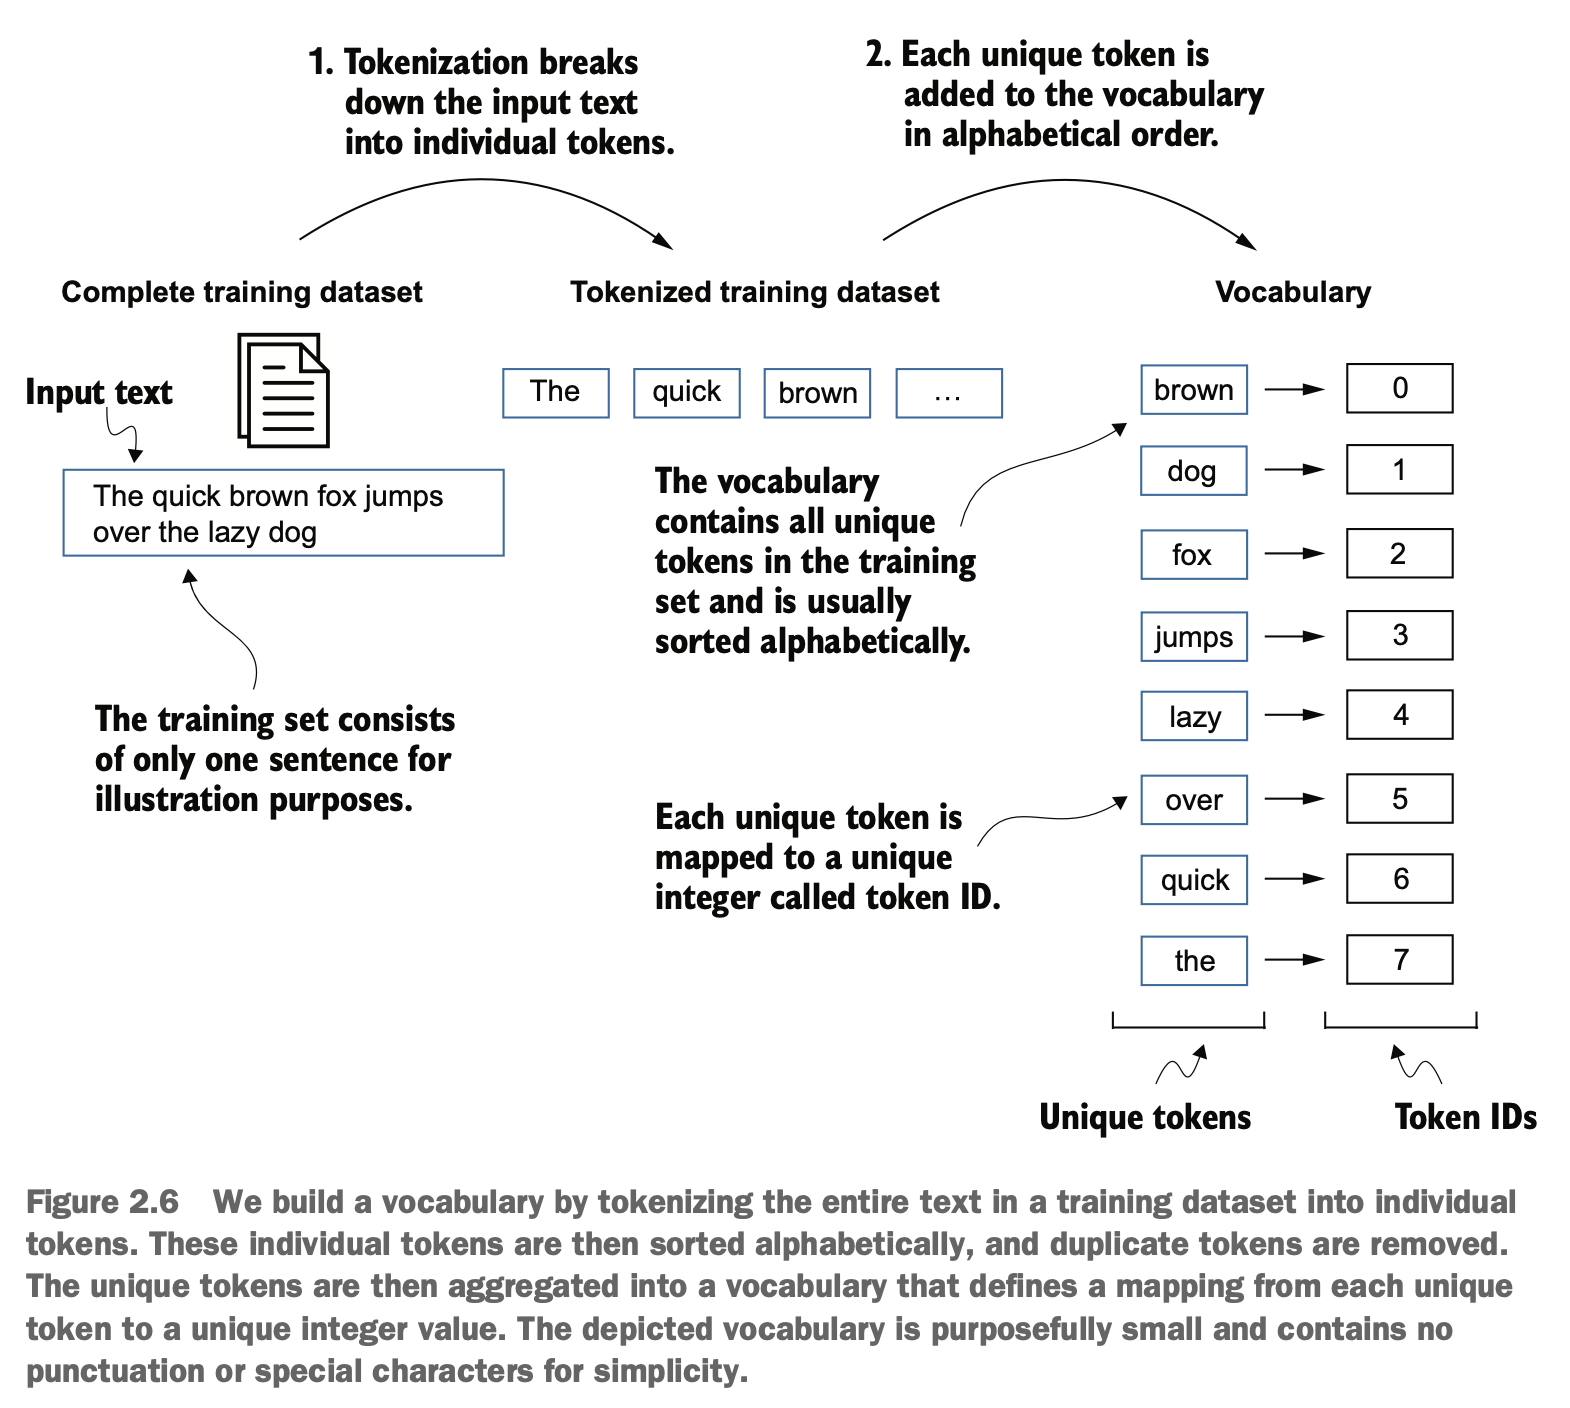 1. Tokenization breaks
down the input text
into individual tokens.
2. Each unique token is
added to the vocabulary
in alphabetical order.
Complete training dataset
Tokenized training dataset
Vocabulary
Input text
The quick brown fox jumps
over the lazy dog
The training set consists
of only one sentence for
illustration purposes.
The
quick
brown
...
The vocabulary
contains all unique
tokens in the training
set and is usually
sorted alphabetically.
Each unique token is
mapped to a unique
integer called token ID.
brown 0
dog 1
fox 2
jumps 3
lazy 4
over 5
quick 6
the 7
Unique tokens
Token IDs
Figure 2.6 We build a vocabulary by tokenizing the entire text in a training dataset into individual
tokens. These individual tokens are then sorted alphabetically, and duplicate tokens are removed.
The unique tokens are then aggregated into a vocabulary that defines a mapping from each unique
token to a unique integer value. The depicted vocabulary is purposefully small and contains no
punctuation or special characters for simplicity.